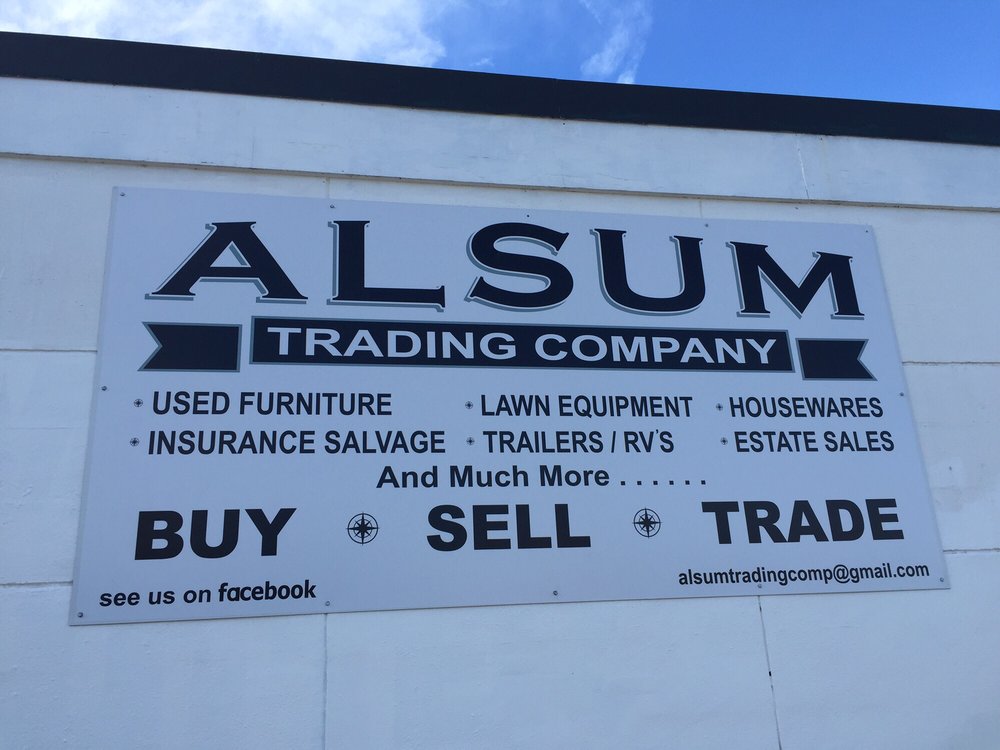 ALSUM
TRADING COMPANY
USED FURNITURE LAWN EQUIPMENT HOUSEWARES
INSURANCE SALVAGE TRAILERS / RV'S ESTATE SALES
And Much More . . . . . .
BUY SELL TRADE
see us on facebook alsumtradingcomp@gmail.com